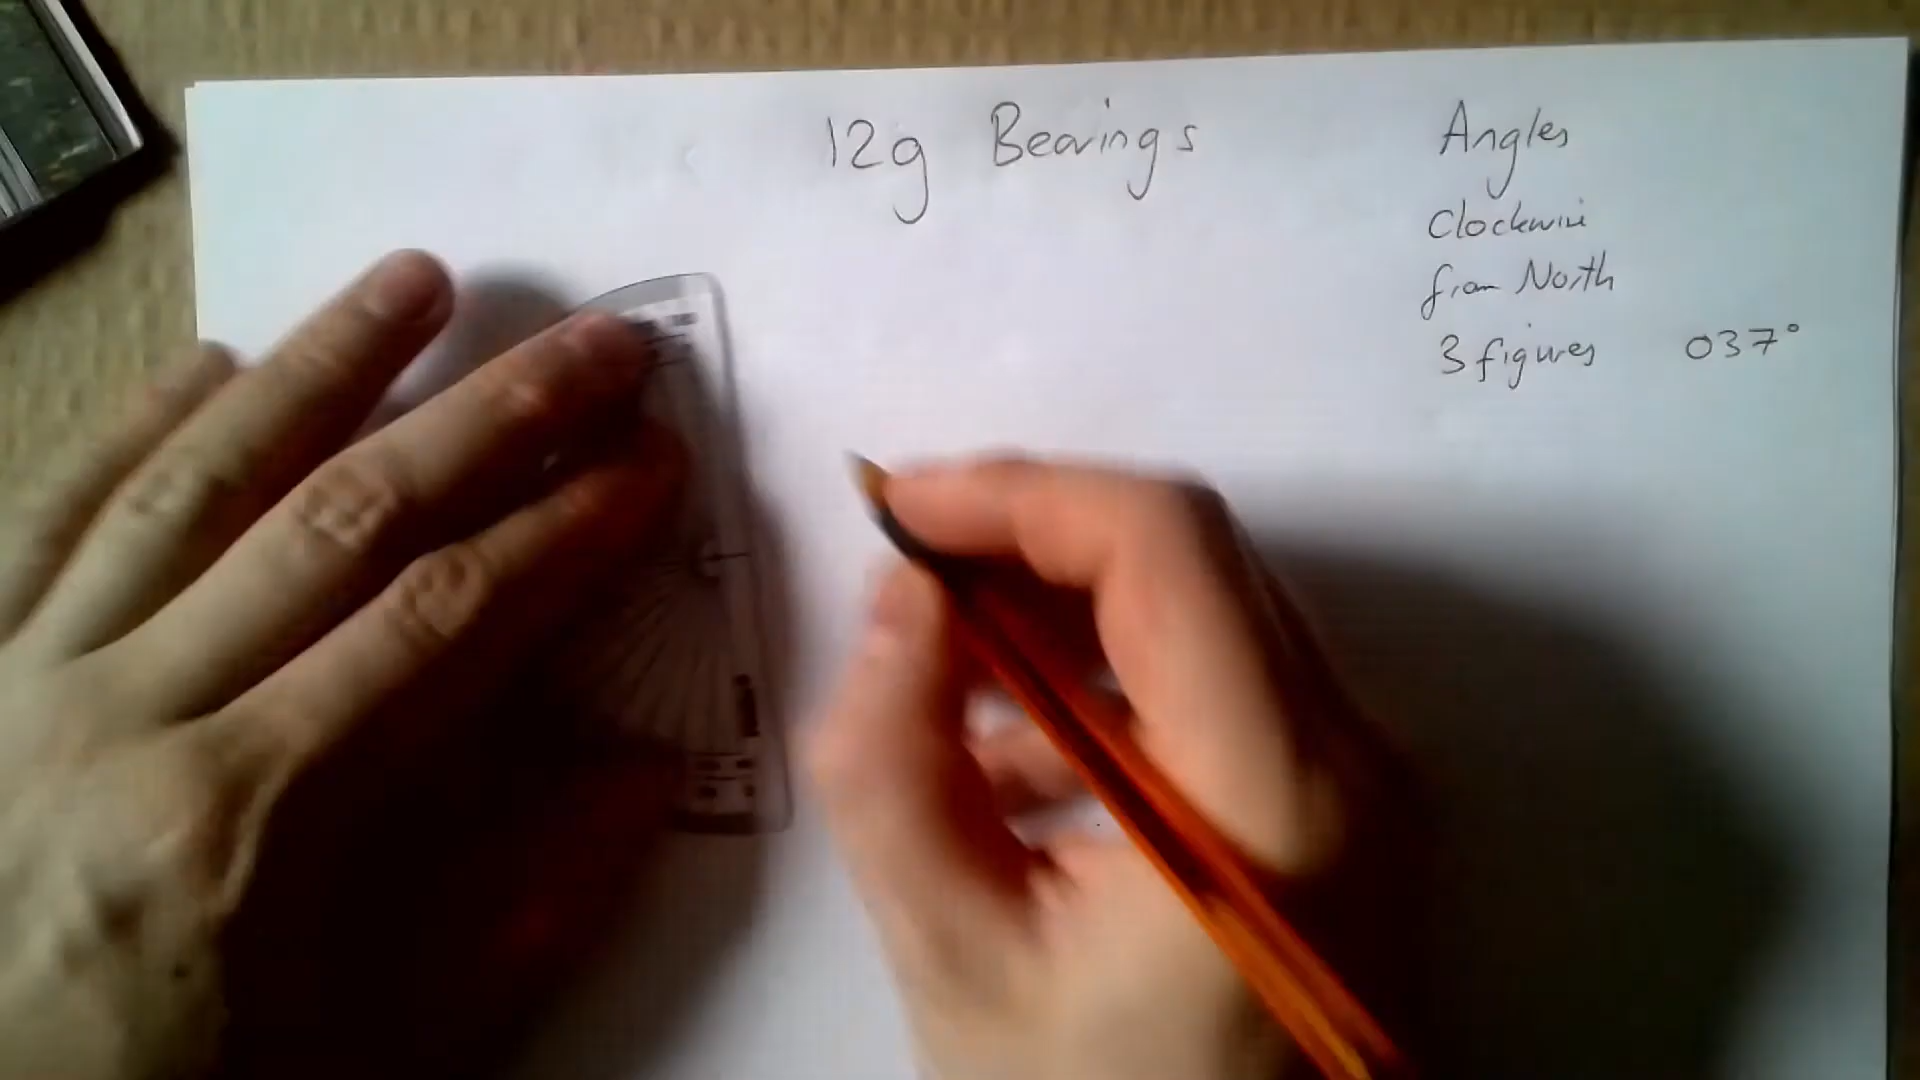 12g Bearings
Angles
Clockwise
from North
3 figures 037°